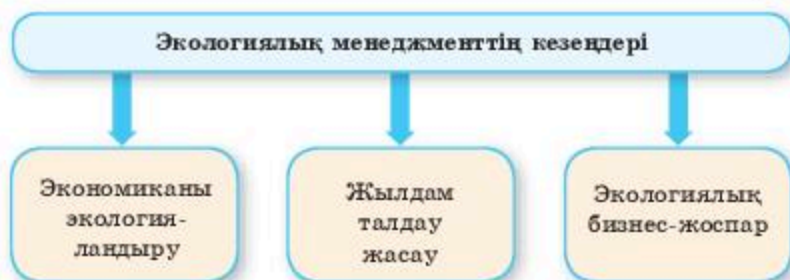 Экологиялық менеджменттің кезеңдері
Экономиканы
экология-
ландыру
Жылдам
талдау
жасау
Экологиялық
бизнес-жоспар